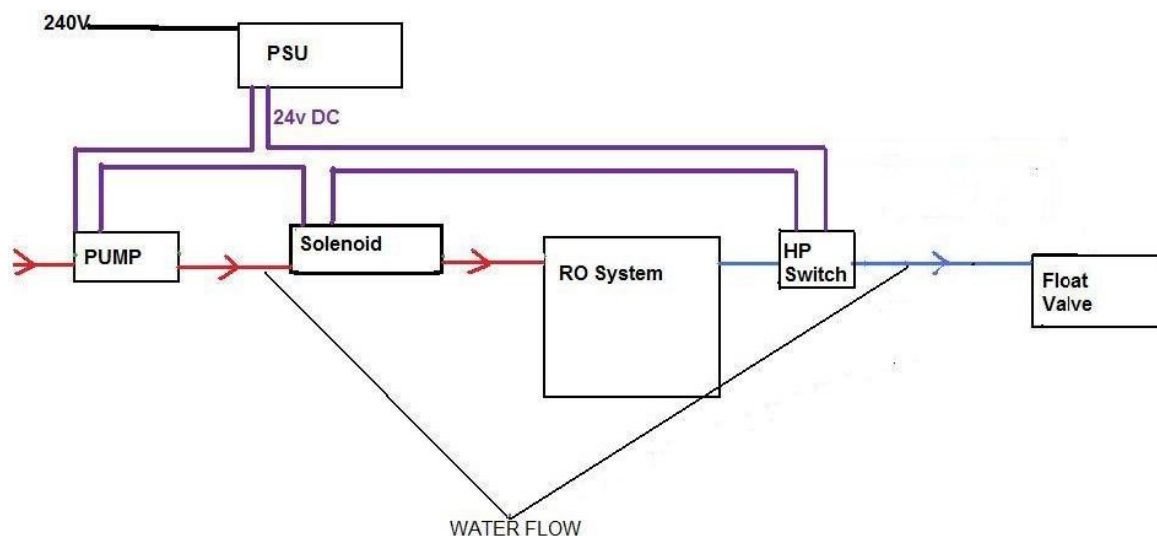 240V
PSU
24v DC
PUMP
Solenoid
RO System
HP
Switch
Float
Valve
WATER FLOW